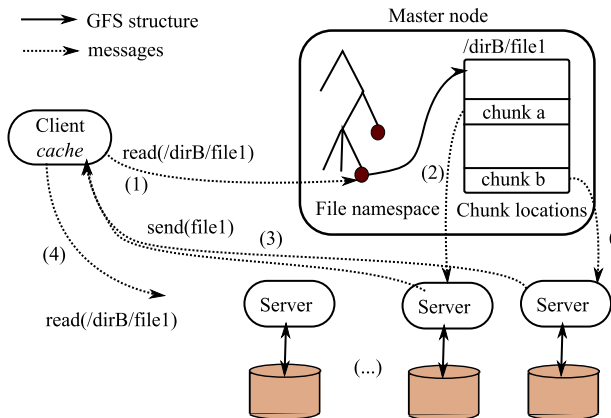 GFS structure
messages
Master node
/dirB/file1
Client
cache
chunk a
read(/dirB/file1)
(1)
(2)
chunk b
File namespace
Chunk locations
send(file1)
(3)
(4)
read(/dirB/file1)
Server
Server
Server
(...)